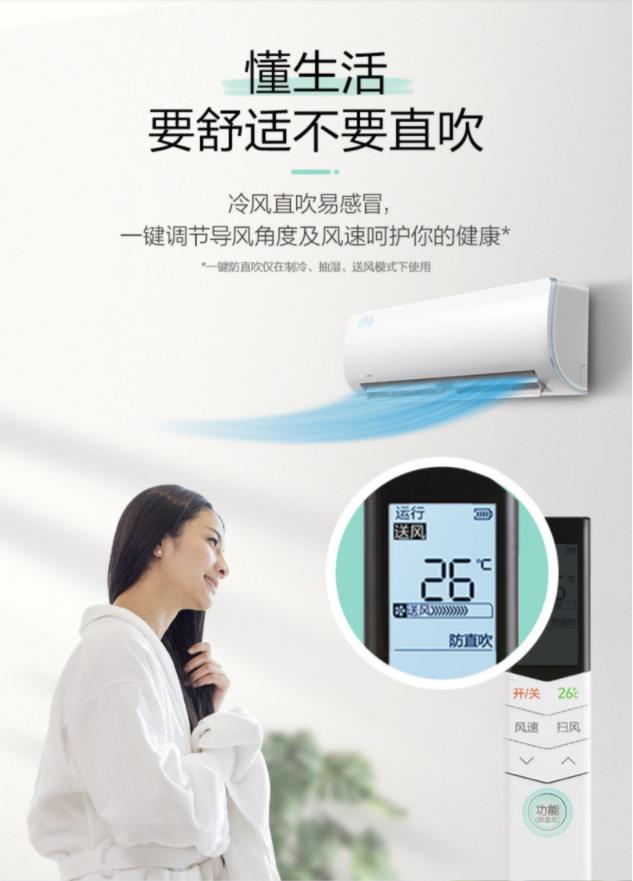 懂生活
要舒适不要直吹
冷风直吹易感冒,
一键调节导风角度及风速呵护你的健康*
*一键防直吹仅在制冷、抽湿、送风模式下使用
运行
送风
26℃
送风
防直吹
开/关 26℃
风速 扫风
功能
(防直吹)